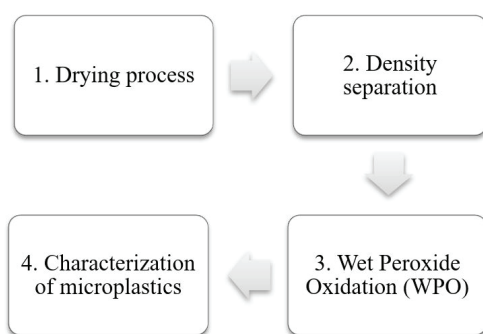 1. Drying process
2. Density
separation
3. Wet Peroxide
Oxidation (WPO)
4. Characterization
of microplastics